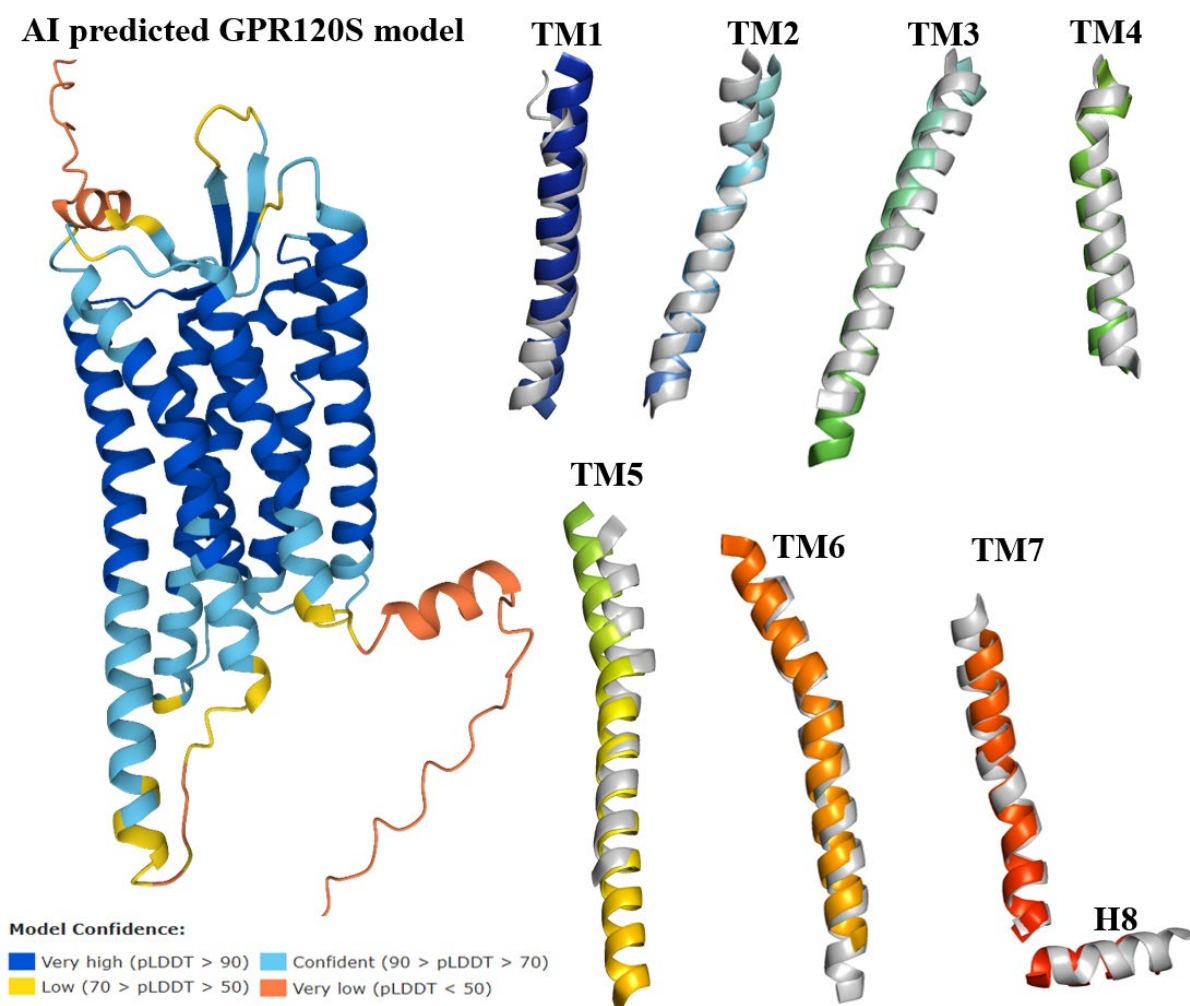 AI predicted GPR120S model
TM1
TM2
TM3
TM4
TM5
TM6
TM7
H8
Model Confidence:
Very high (pLDDT > 90)
Confident (90 > pLDDT > 70)
Low (70 > pLDDT > 50)
Very low (pLDDT < 50)